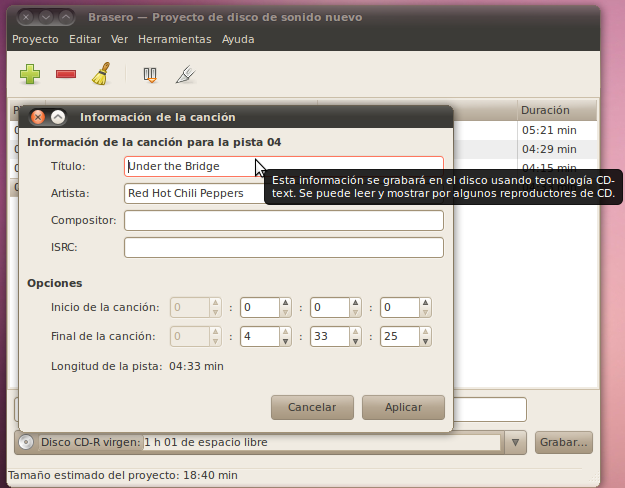 Brasero — Proyecto de disco de sonido nuevo
Proyecto Editar Ver Herramientas Ayuda
Duración
05:21 min
04:29 min
04:15 min
Información de la canción
Información de la canción para la pista 04
Título: Under the Bridge
Esta información se grabará en el disco usando tecnología CD-
text. Se puede leer y mostrar por algunos reproductores de CD.
Artista: Red Hot Chili Peppers
Compositor:
ISRC:
Opciones
Inicio de la canción: 0 : 0 : 0 : 0
Final de la canción: 0 : 4 : 33 : 25
Longitud de la pista: 04:33 min
Cancelar Aplicar
Disco CD-R virgen: 1 h 01 de espacio libre
Grabar...
Tamaño estimado del proyecto: 18:40 min